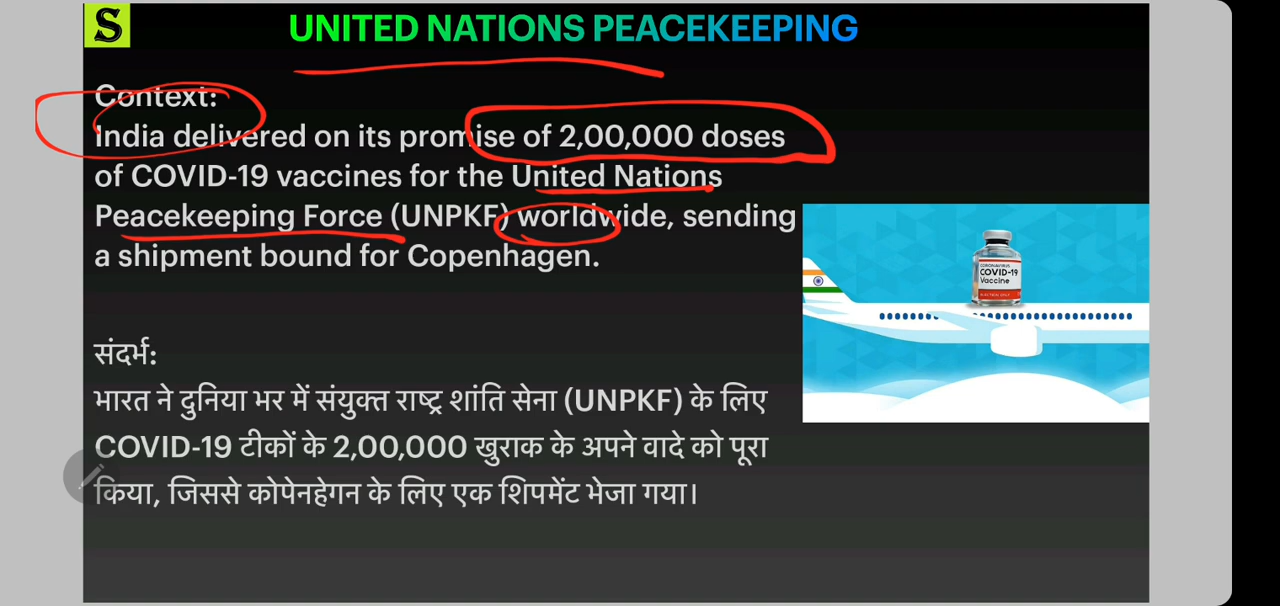 S
UNITED NATIONS PEACEKEEPING
Context:
India delivered on its promise of 2,00,000 doses
of COVID-19 vaccines for the United Nations
Peacekeeping Force (UNPKF) worldwide, sending
a shipment bound for Copenhagen.
CORONAVIRUS
COVID-19
Vaccine
संदर्भ:
भारत ने दुनिया भर में संयुक्त राष्ट्र शांति सेना (UNPKF) के लिए
COVID-19 टीकों के 2,00,000 खुराक के अपने वादे को पूरा
किया, जिससे कोपेनहेगन के लिए एक शिपमेंट भेजा गया।